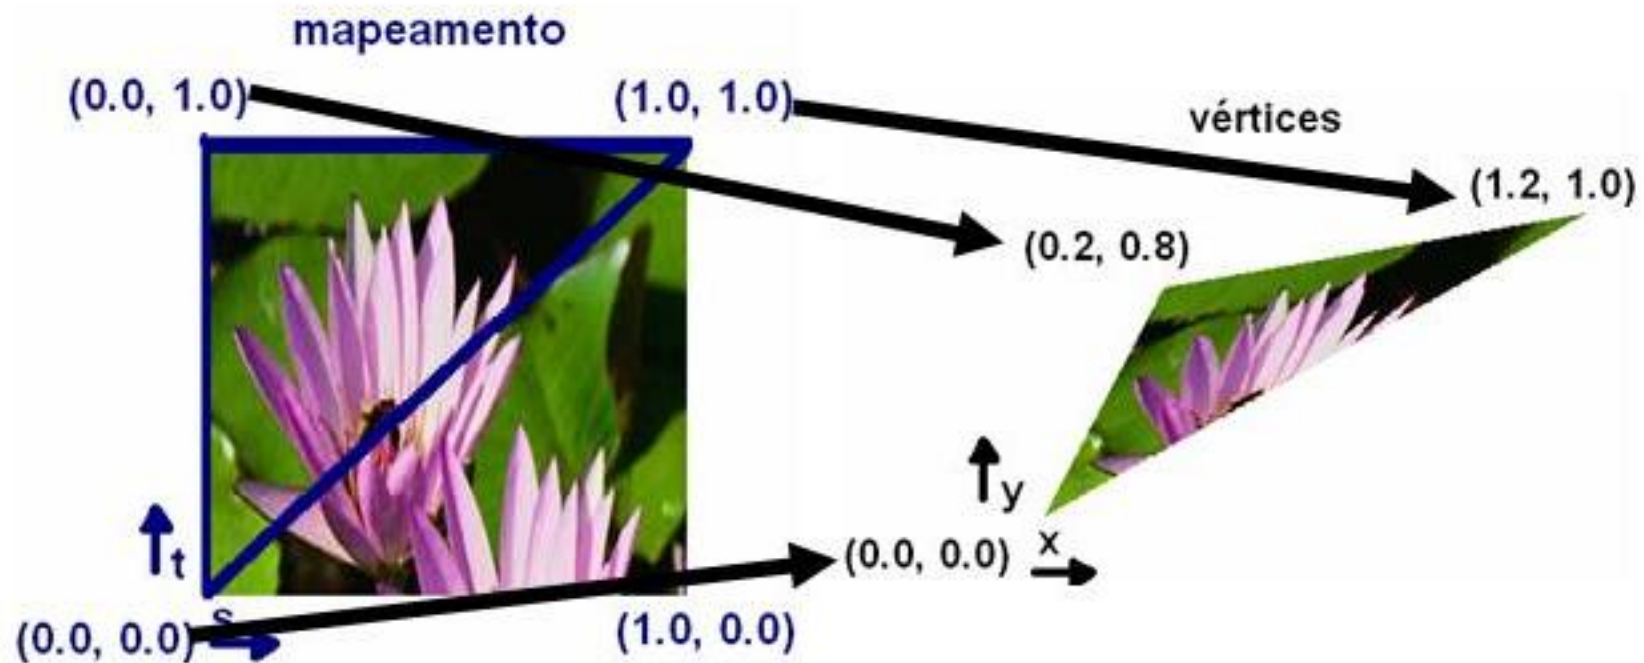 mapeamento
(0.0, 1.0)
(1.0, 1.0)
vértices
(1.2, 1.0)
(0.2, 0.8)
y
t
(0.0, 0.0)
x
s
(0.0, 0.0)
(1.0, 0.0)